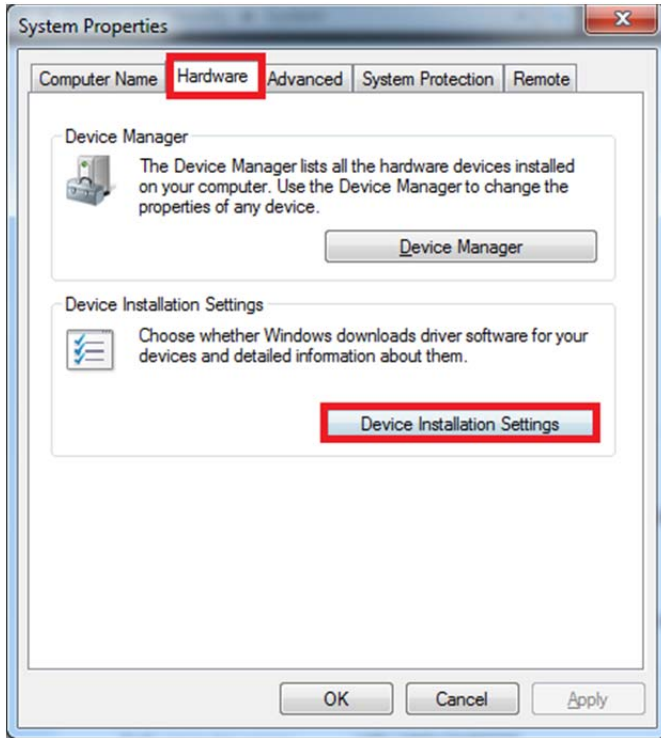 System Properties
Computer Name Hardware Advanced System Protection Remote
Device Manager
The Device Manager lists all the hardware devices installed
on your computer. Use the Device Manager to change the
properties of any device.
Device Manager
Device Installation Settings
Choose whether Windows downloads driver software for your
devices and detailed information about them.
Device Installation Settings
OK Cancel Apply